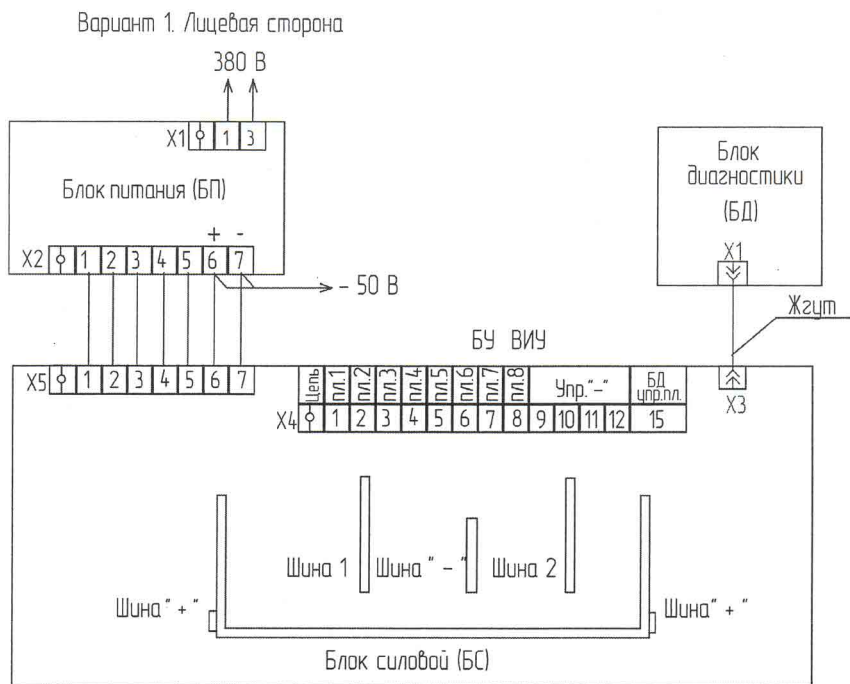 Вариант 1. Лицевая сторона
380 В
X1 1 3
Блок питания (БП)
+ -
X2 1 2 3 4 5 6 7
- 50 В
Блок
диагностики
(БД)
X1
Жгут
БУ ВИУ
X5 1 2 3 4 5 6 7
Цепь пл.1 пл.2 пл.3 пл.4 пл.5 пл.6 пл.7 пл.8 Упр."-" БД упр.пл.
X4 1 2 3 4 5 6 7 8 9 10 11 12 15
X3
Шина 1 Шина " - " Шина 2
Шина " + " Шина " + "
Блок силовой (БС)